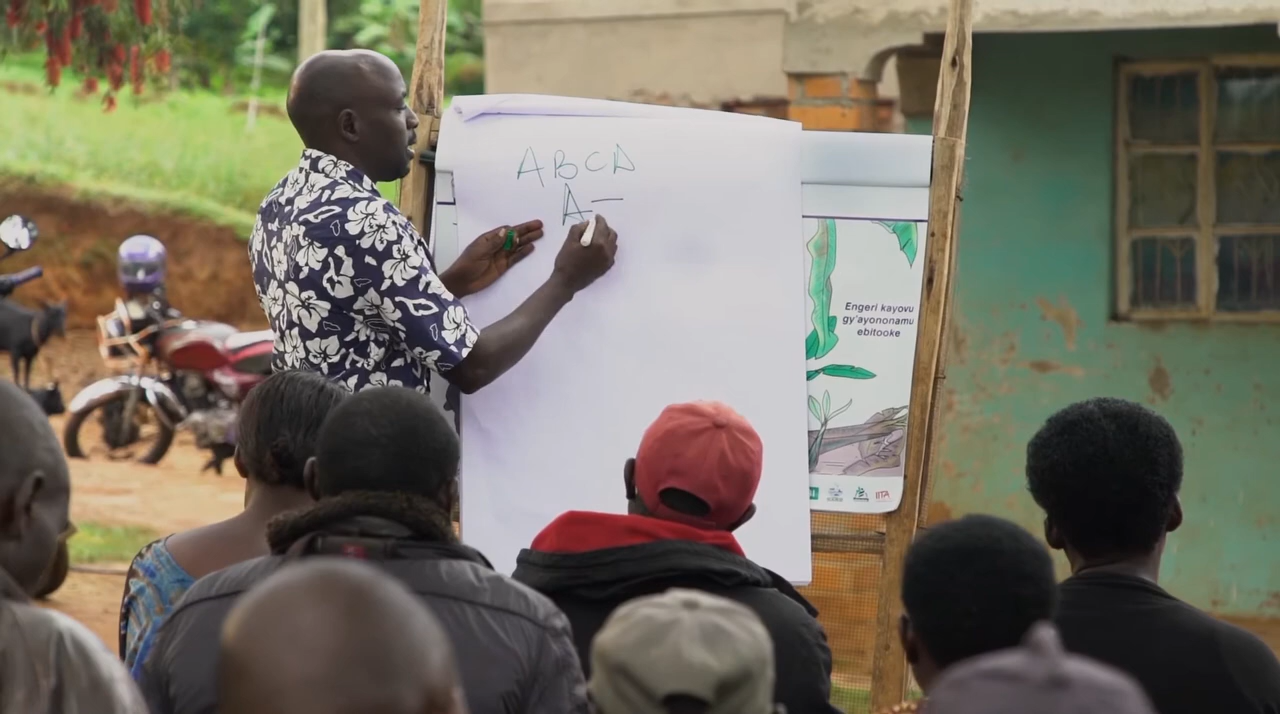 ABCD
A-
Engeri kayovu
gy'ayononamu
ebitooke
IITA